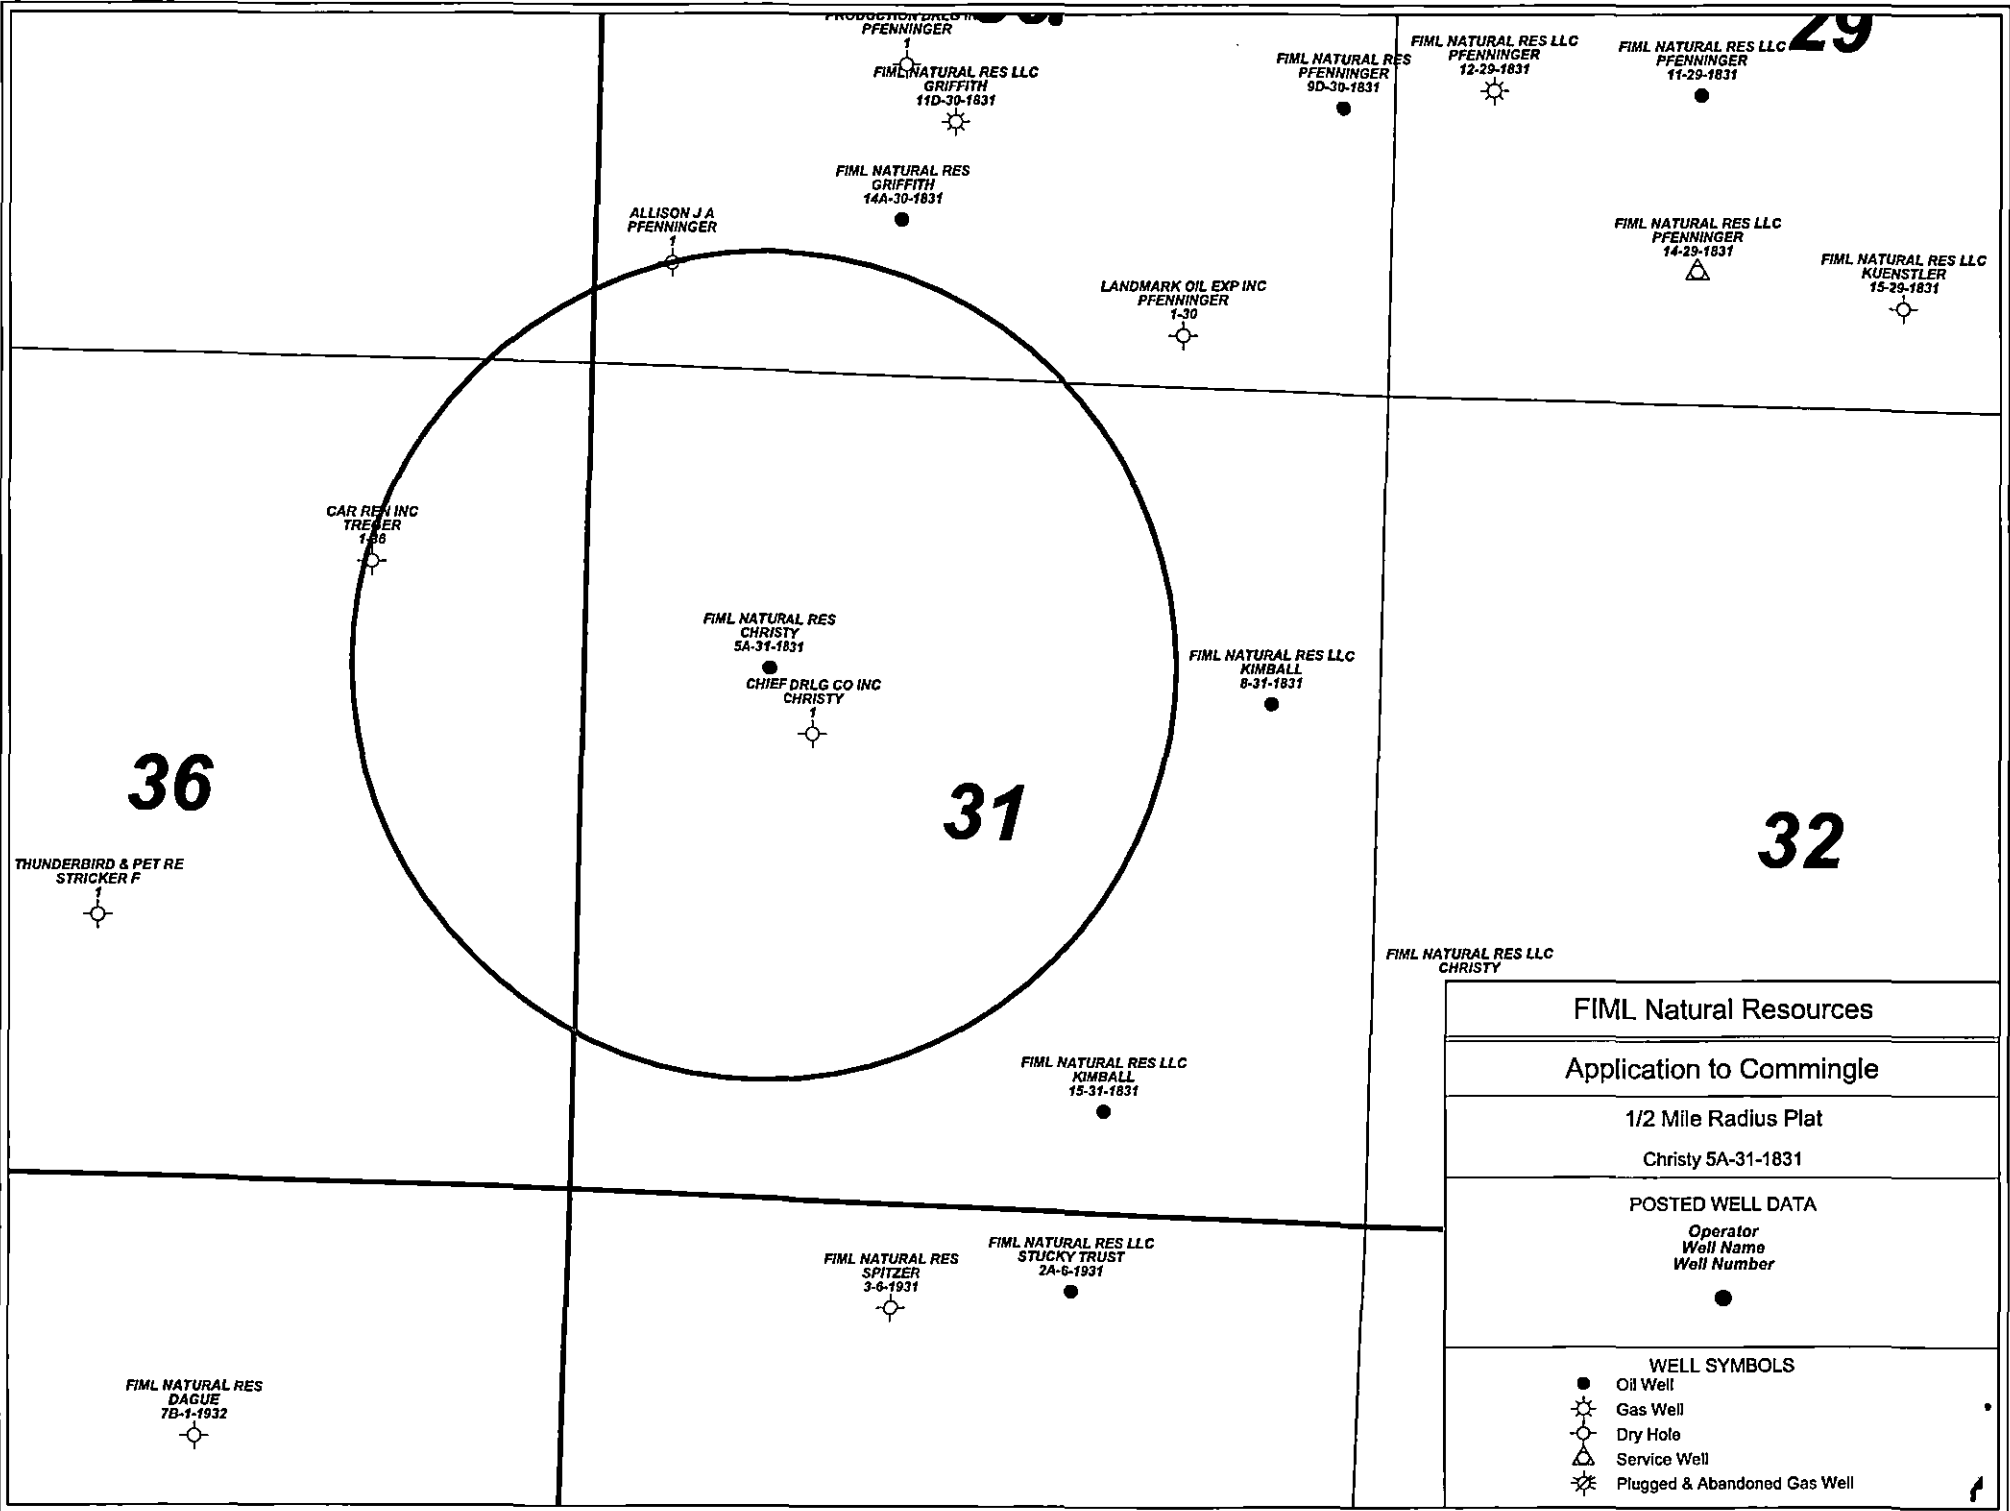 PRODUCTION DRLG IN
PFENNINGER
1
FIML NATURAL RES LLC
GRIFFITH
11D-30-1831
FIML NATURAL RES
PFENNINGER
9D-30-1831
FIML NATURAL RES LLC
PFENNINGER
12-29-1831
FIML NATURAL RES LLC
PFENNINGER
11-29-1831
29
FIML NATURAL RES
GRIFFITH
14A-30-1831
ALLISON J A
PFENNINGER
1
LANDMARK OIL EXP INC
PFENNINGER
1-30
FIML NATURAL RES LLC
PFENNINGER
14-29-1831
FIML NATURAL RES LLC
KUENSTLER
15-29-1831
CAR REN INC
TREGER
1-36
FIML NATURAL RES
CHRISTY
5A-31-1831
CHIEF DRLG CO INC
CHRISTY
1
FIML NATURAL RES LLC
KIMBALL
8-31-1831
36
31
32
THUNDERBIRD & PET RE
STRICKER F
1
FIML NATURAL RES LLC
CHRISTY
FIML NATURAL RES LLC
KIMBALL
15-31-1831
FIML NATURAL RES
SPITZER
3-6-1931
FIML NATURAL RES LLC
STUCKY TRUST
2A-6-1931
FIML NATURAL RES
DAGUE
7B-1-1932
FIML Natural Resources
Application to Commingle
1/2 Mile Radius Plat
Christy 5A-31-1831
POSTED WELL DATA
Operator
Well Name
Well Number
WELL SYMBOLS
Oil Well
Gas Well
Dry Hole
Service Well
Plugged & Abandoned Gas Well